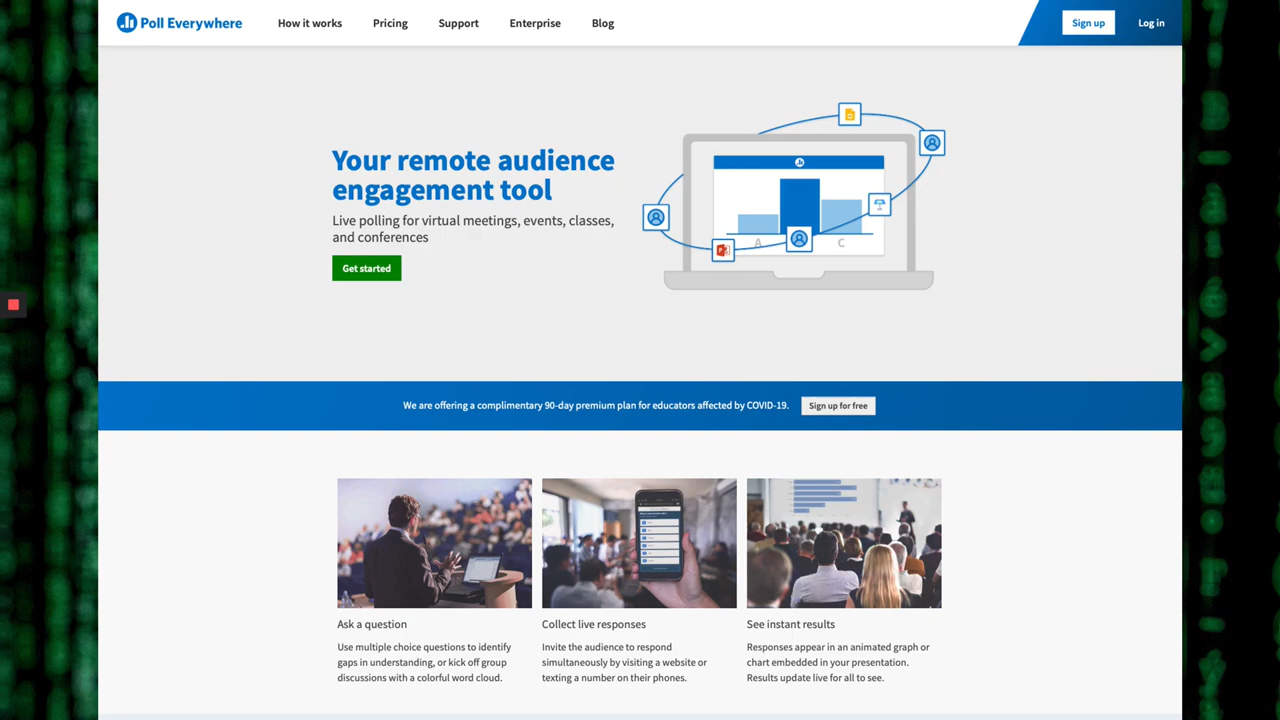 Poll Everywhere
How it works
Pricing
Support
Enterprise
Blog
Sign up
Log in
Your remote audience
engagement tool
Live polling for virtual meetings, events, classes,
and conferences
Get started
A
C
We are offering a complimentary 90-day premium plan for educators affected by COVID-19.
Sign up for free
Ask a question
Use multiple choice questions to identify
gaps in understanding, or kick off group
discussions with a colorful word cloud.
Collect live responses
Invite the audience to respond
simultaneously by visiting a website or
texting a number on their phones.
See instant results
Responses appear in an animated graph or
chart embedded in your presentation.
Results update live for all to see.